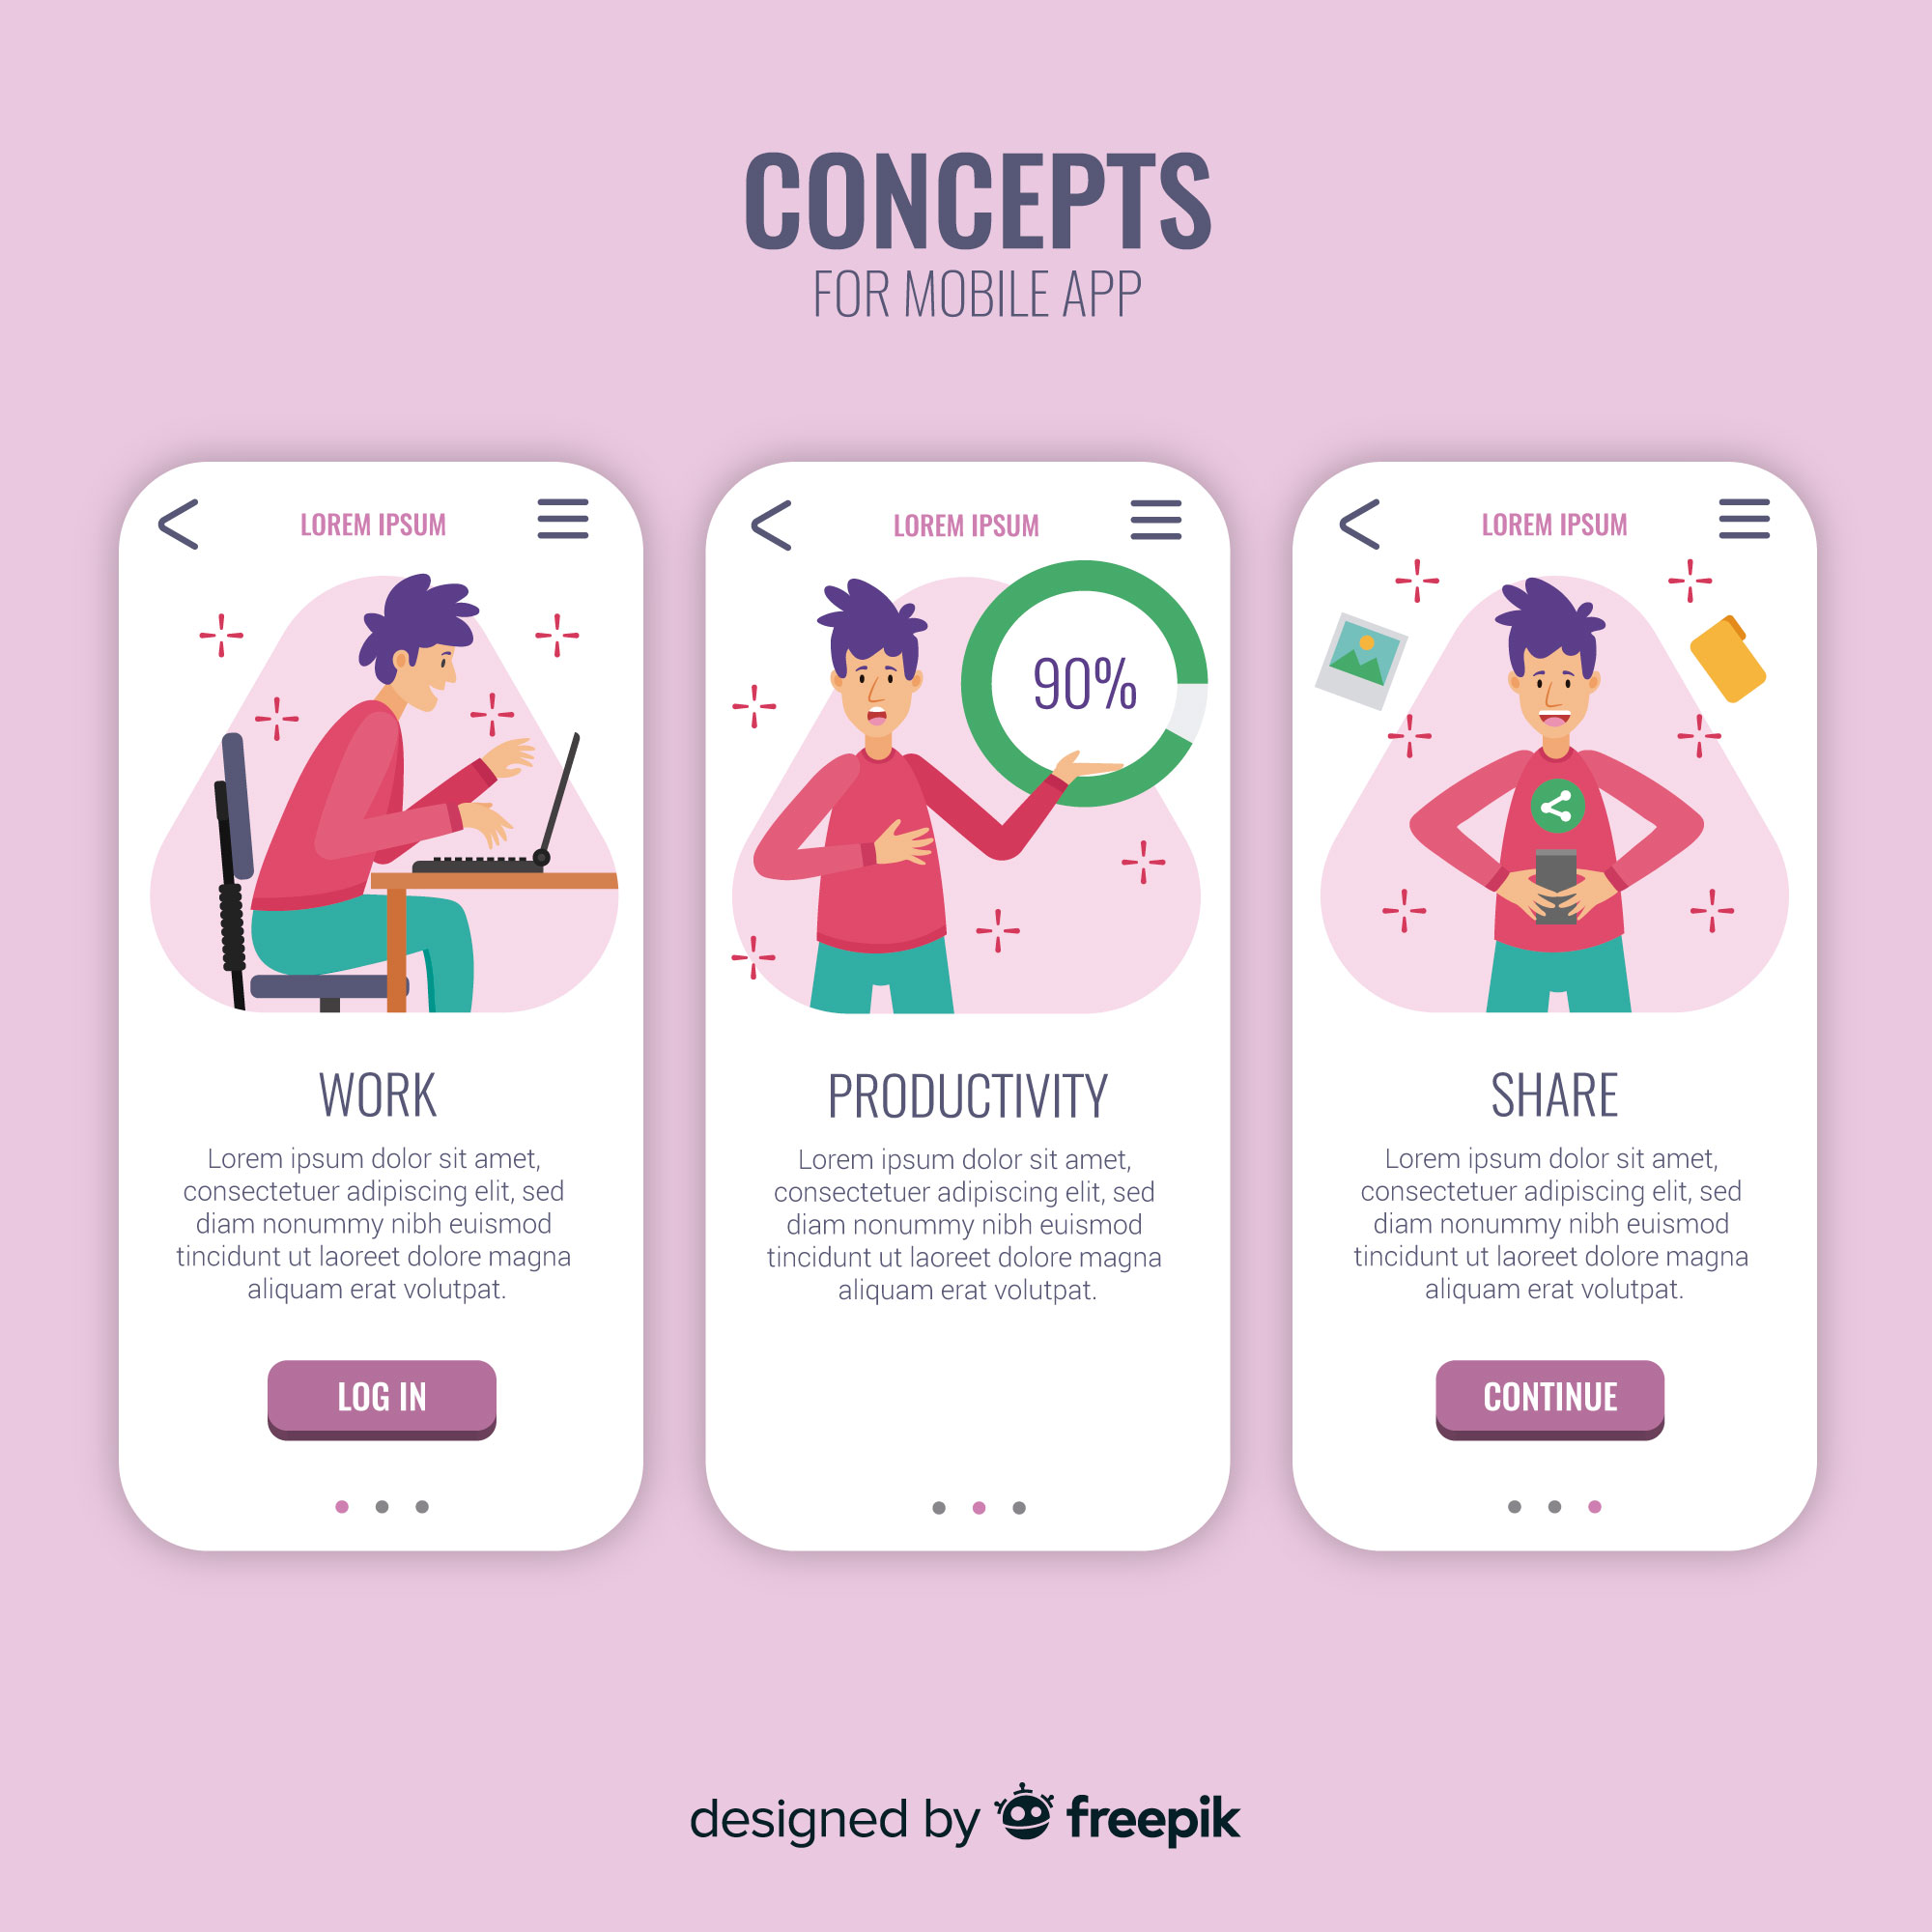 CONCEPTS
FOR MOBILE APP
LOREM IPSUM
WORK
Lorem ipsum dolor sit amet,
consectetuer adipiscing elit, sed
diam nonummy nibh euismod
tincidunt ut laoreet dolore magna
aliquam erat volutpat.
LOG IN
LOREM IPSUM
90%
PRODUCTIVITY
Lorem ipsum dolor sit amet,
consectetuer adipiscing elit, sed
diam nonummy nibh euismod
tincidunt ut laoreet dolore magna
aliquam erat volutpat.
LOREM IPSUM
SHARE
Lorem ipsum dolor sit amet,
consectetuer adipiscing elit, sed
diam nonummy nibh euismod
tincidunt ut laoreet dolore magna
aliquam erat volutpat.
CONTINUE
designed by freepik